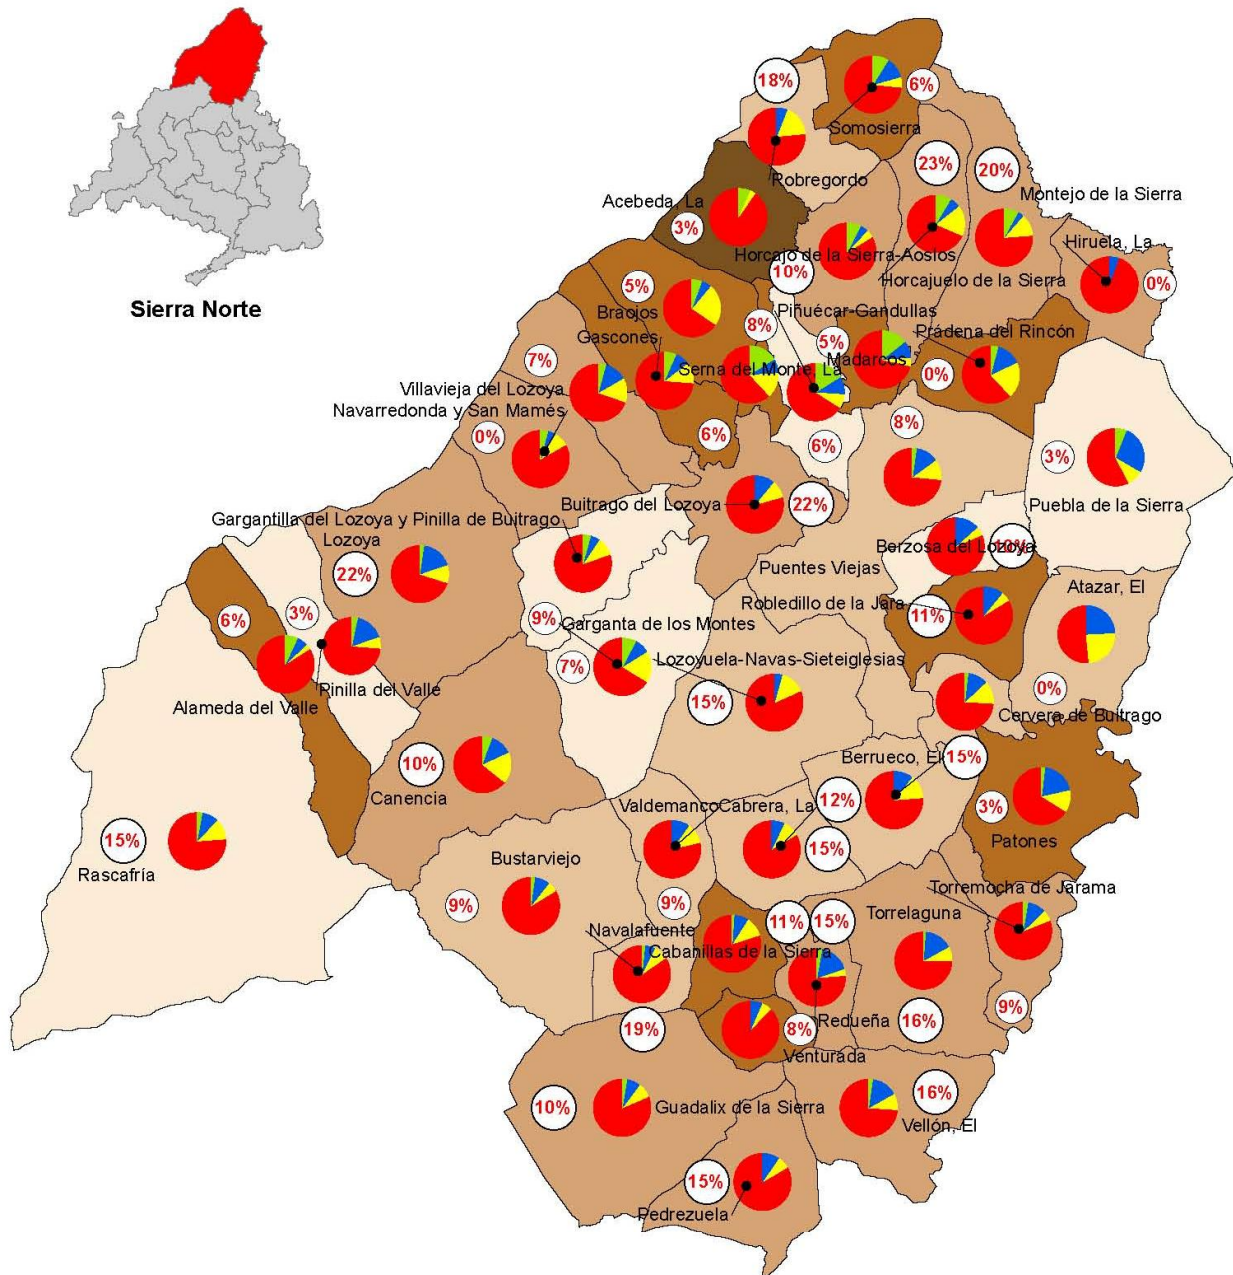 18%
6%
Somosierra
Robregordo
23%
20%
Montejo de la Sierra
Acebeda, La
3%
Hiruela, La
Horcajo de la Sierra-Aoslos
10%
Horcajuelo de la Sierra
0%
Sierra Norte
5%
Braojos
Piñuécar-Gandullas
Gascones
8%
5%
Madarcos
Prádena del Rincón
7%
Serna del Monte, La
0%
Villavieja del Lozoya
Navarredonda y San Mamés
0%
6%
6%
8%
3%
Puebla de la Sierra
Buitrago del Lozoya
22%
Gargantilla del Lozoya y Pinilla de Buitrago
Lozoya
22%
Berzosa del Lozoya
Puentes Viejas
Atazar, El
Robledillo de la Jara
11%
6%
3%
9%
Garganta de los Montes
7%
Lozoyuela-Navas-Sieteiglesias
15%
Pinilla del Valle
Alameda del Valle
0%
Cervera de Buitrago
10%
Canencia
Berrueco, El
15%
Valdemanco
Cabrera, La
12%
3%
Patones
15%
Rascafría
15%
Bustarviejo
9%
9%
Torremocha de Jarama
Navalafuente
11%
15%
Torrelaguna
Cabanillas de la Sierra
19%
8%
Redueña
16%
9%
Venturada
10%
Guadalix de la Sierra
16%
Vellón, El
15%
Pedrezuela